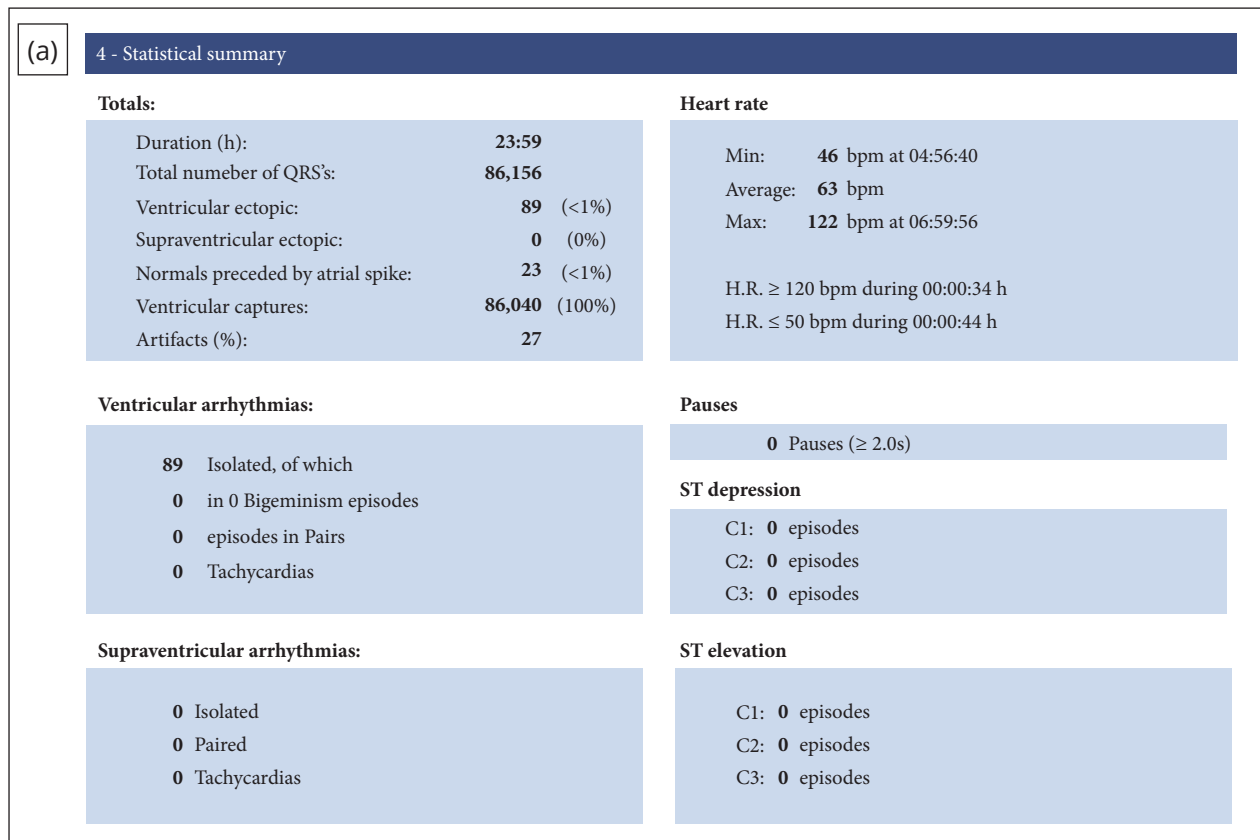 (a)
4 - Statistical summary
Totals:
Duration (h): 23:59
Total numeber of QRS's: 86,156
Ventricular ectopic: 89 (<1%)
Supraventricular ectopic: 0 (0%)
Normals preceded by atrial spike: 23 (<1%)
Ventricular captures: 86,040 (100%)
Artifacts (%): 27
Heart rate
Min: 46 bpm at 04:56:40
Average: 63 bpm
Max: 122 bpm at 06:59:56
H.R. ≥ 120 bpm during 00:00:34 h
H.R. ≤ 50 bpm during 00:00:44 h
Ventricular arrhythmias:
89 Isolated, of which
0 in 0 Bigeminism episodes
0 episodes in Pairs
0 Tachycardias
Pauses
0 Pauses (≥ 2.0s)
ST depression
C1: 0 episodes
C2: 0 episodes
C3: 0 episodes
Supraventricular arrhythmias:
0 Isolated
0 Paired
0 Tachycardias
ST elevation
C1: 0 episodes
C2: 0 episodes
C3: 0 episodes